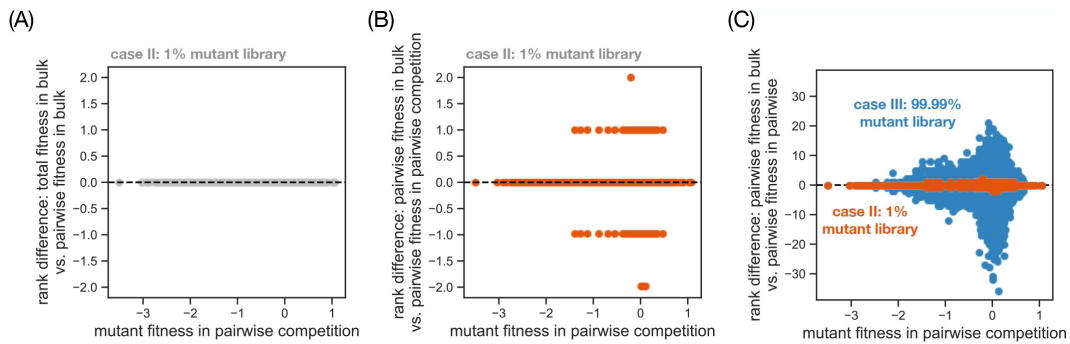 (A)
case II: 1% mutant library
rank difference: total fitness in bulk
vs. pairwise fitness in bulk
2.0
1.5
1.0
0.5
0.0
−0.5
−1.0
−1.5
−2.0
−3
−2
−1
0
1
mutant fitness in pairwise competition
(B)
case II: 1% mutant library
rank difference: pairwise fitness in bulk
vs. pairwise fitness in pairwise competition
2.0
1.5
1.0
0.5
0.0
−0.5
−1.0
−1.5
−2.0
−3
−2
−1
0
1
mutant fitness in pairwise competition
(C)
rank difference: pairwise fitness in bulk
vs. pairwise fitness in pairwise
30
20
10
0
−10
−20
−30
case III: 99.99%
mutant library
case II: 1%
mutant library
−3
−2
−1
0
1
mutant fitness in pairwise competition